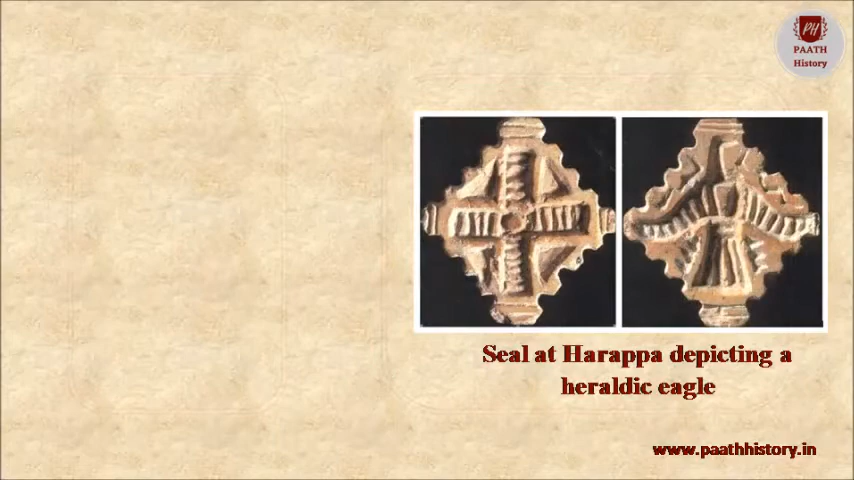 PH
PAATH
History
Seal at Harappa depicting a
heraldic eagle
www.paathhistory.in